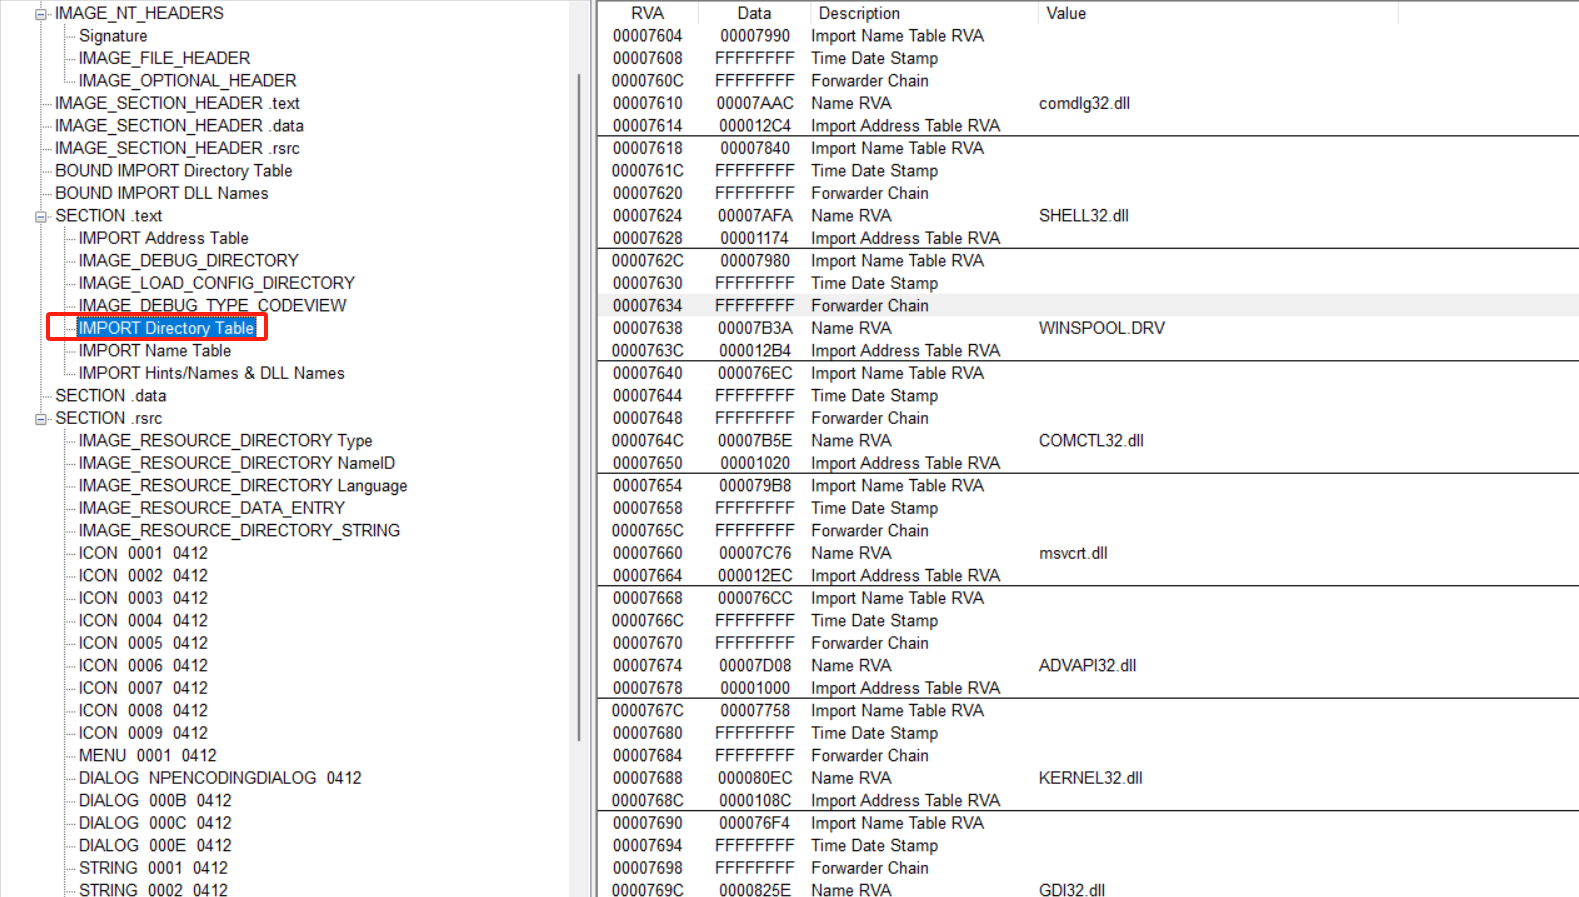 IMAGE_NT_HEADERS
Signature
IMAGE_FILE_HEADER
IMAGE_OPTIONAL_HEADER
IMAGE_SECTION_HEADER .text
IMAGE_SECTION_HEADER .data
IMAGE_SECTION_HEADER .rsrc
BOUND IMPORT Directory Table
BOUND IMPORT DLL Names
SECTION .text
IMPORT Address Table
IMAGE_DEBUG_DIRECTORY
IMAGE_LOAD_CONFIG_DIRECTORY
IMAGE_DEBUG_TYPE_CODEVIEW
IMPORT Directory Table
IMPORT Name Table
IMPORT Hints/Names & DLL Names
SECTION .data
SECTION .rsrc
IMAGE_RESOURCE_DIRECTORY Type
IMAGE_RESOURCE_DIRECTORY NameID
IMAGE_RESOURCE_DIRECTORY Language
IMAGE_RESOURCE_DATA_ENTRY
IMAGE_RESOURCE_DIRECTORY_STRING
ICON 0001 0412
ICON 0002 0412
ICON 0003 0412
ICON 0004 0412
ICON 0005 0412
ICON 0006 0412
ICON 0007 0412
ICON 0008 0412
ICON 0009 0412
MENU 0001 0412
DIALOG NPENCODINGDIALOG 0412
DIALOG 000B 0412
DIALOG 000C 0412
DIALOG 000E 0412
STRING 0001 0412
STRING 0002 0412
RVA Data Description Value
00007604 00007990 Import Name Table RVA
00007608 FFFFFFFF Time Date Stamp
0000760C FFFFFFFF Forwarder Chain
00007610 00007AAC Name RVA comdlg32.dll
00007614 000012C4 Import Address Table RVA
00007618 00007840 Import Name Table RVA
0000761C FFFFFFFF Time Date Stamp
00007620 FFFFFFFF Forwarder Chain
00007624 00007AFA Name RVA SHELL32.dll
00007628 00001174 Import Address Table RVA
0000762C 00007980 Import Name Table RVA
00007630 FFFFFFFF Time Date Stamp
00007634 FFFFFFFF Forwarder Chain
00007638 00007B3A Name RVA WINSPOOL.DRV
0000763C 000012B4 Import Address Table RVA
00007640 000076EC Import Name Table RVA
00007644 FFFFFFFF Time Date Stamp
00007648 FFFFFFFF Forwarder Chain
0000764C 00007B5E Name RVA COMCTL32.dll
00007650 00001020 Import Address Table RVA
00007654 000079B8 Import Name Table RVA
00007658 FFFFFFFF Time Date Stamp
0000765C FFFFFFFF Forwarder Chain
00007660 00007C76 Name RVA msvcrt.dll
00007664 000012EC Import Address Table RVA
00007668 000076CC Import Name Table RVA
0000766C FFFFFFFF Time Date Stamp
00007670 FFFFFFFF Forwarder Chain
00007674 00007D08 Name RVA ADVAPI32.dll
00007678 00001000 Import Address Table RVA
0000767C 00007758 Import Name Table RVA
00007680 FFFFFFFF Time Date Stamp
00007684 FFFFFFFF Forwarder Chain
00007688 000080EC Name RVA KERNEL32.dll
0000768C 0000108C Import Address Table RVA
00007690 000076F4 Import Name Table RVA
00007694 FFFFFFFF Time Date Stamp
00007698 FFFFFFFF Forwarder Chain
0000769C 0000825E Name RVA GDI32.dll